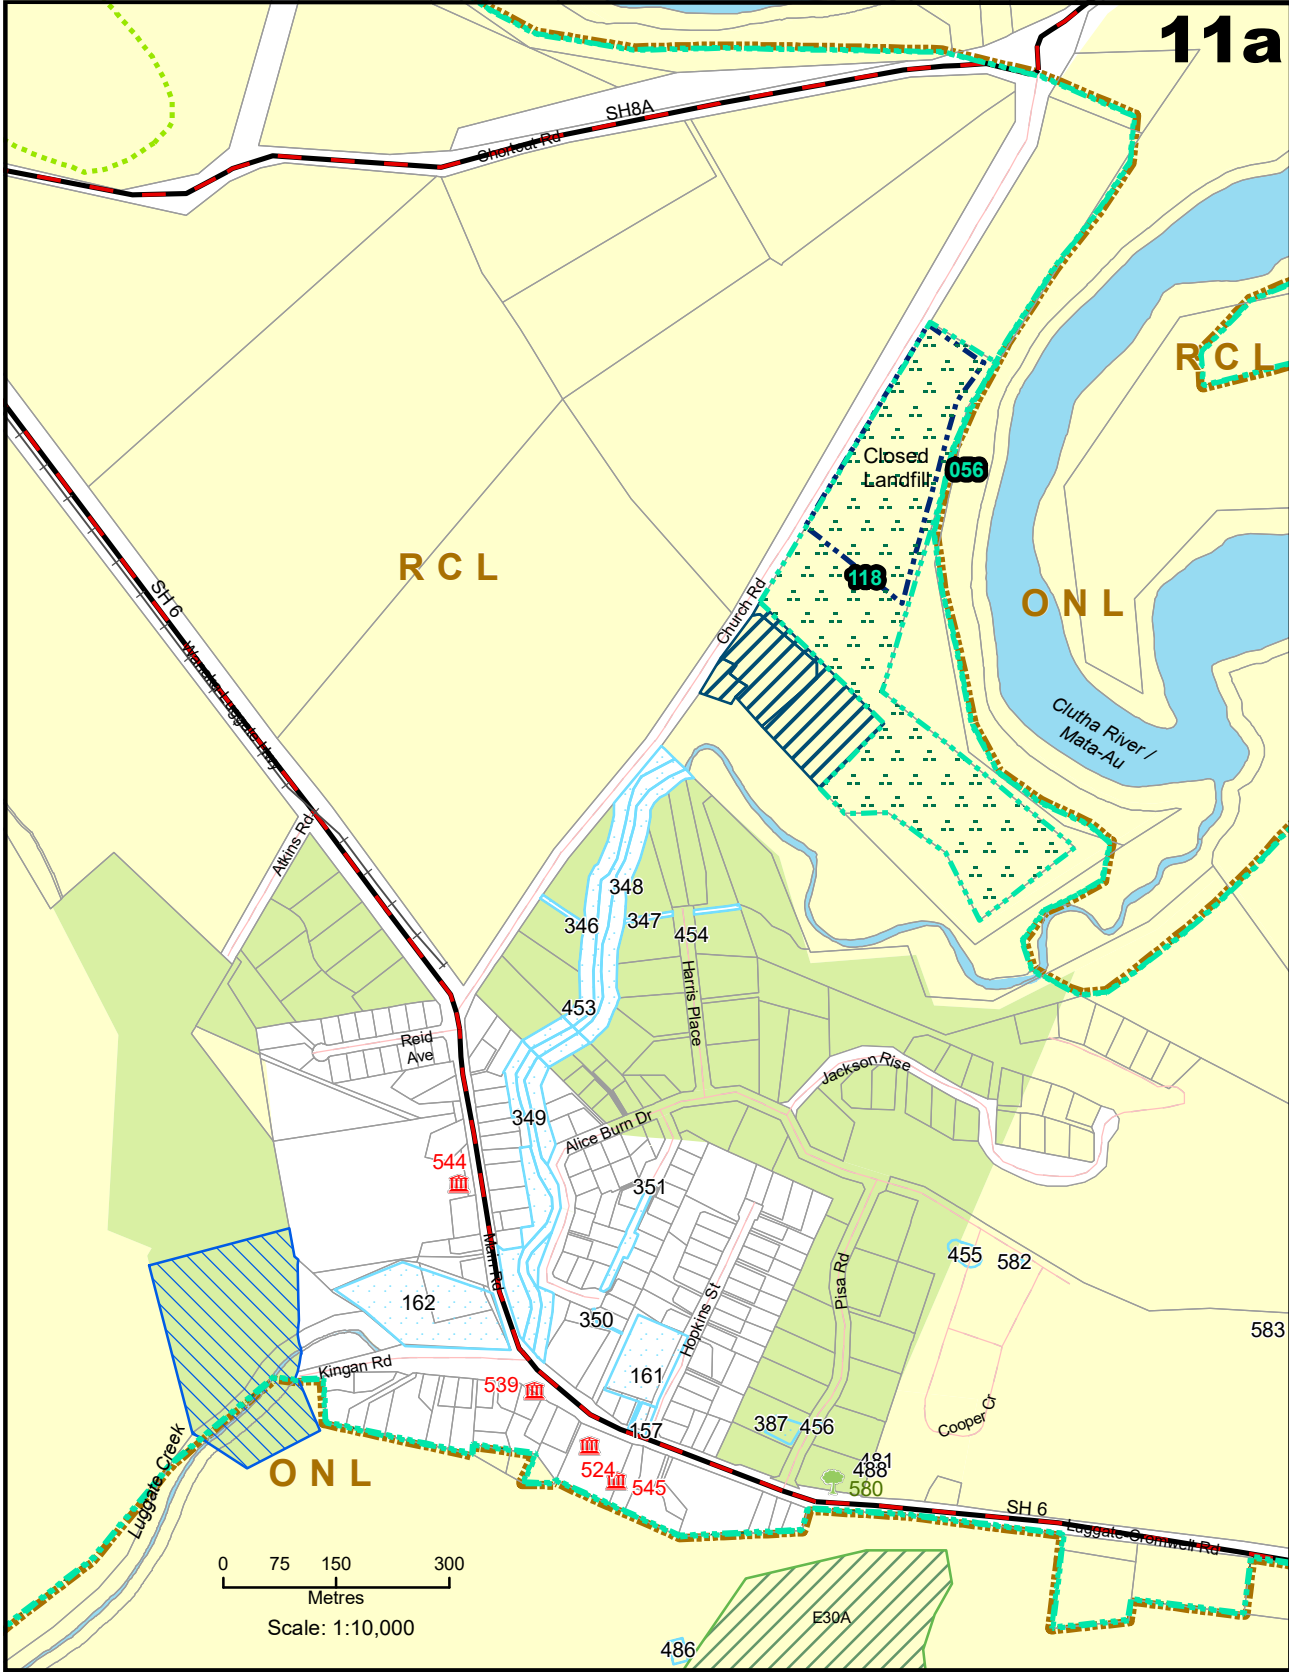 11a
SH8A
Shortcut Rd
R C L
Closed
Landfill
056
R C L
118
O N L
SH 6
Wanaka-Luggate Hwy
Church Rd
Clutha River /
Mata-Au
Atkins Rd
348
346
347
454
Harris Place
453
Reid
Ave
Jackson Rise
349
Alice Burn Dr
544
351
Main Rd
Pisa Rd
455
582
162
350
Hopkins St
583
Kingan Rd
539
161
387
456
157
Cooper Cr
Luggate Creek
O N L
524
545
481
488
580
SH 6
Luggate-Cromwell Rd
0 75 150 300
Metres
Scale: 1:10,000
E30A
486